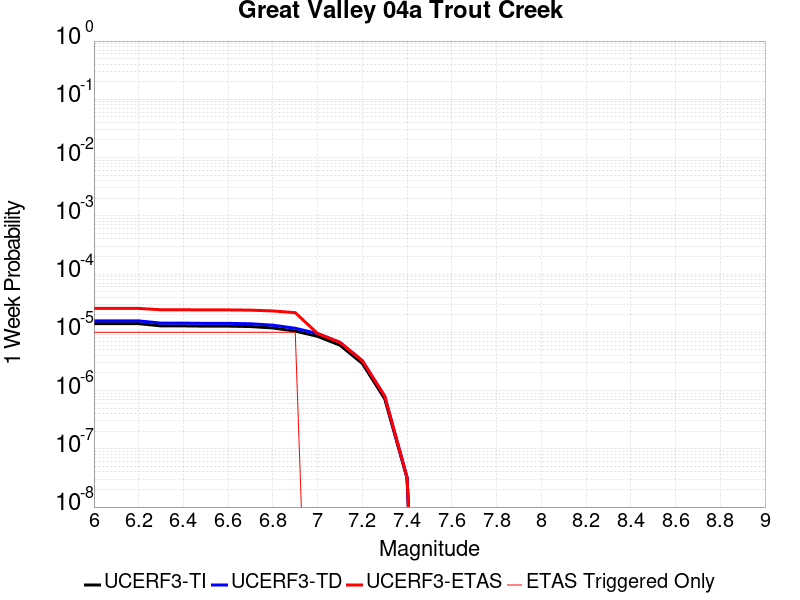 Great Valley 04a Trout Creek
1 Week Probability
10^0
10^-1
10^-2
10^-3
10^-4
10^-5
10^-6
10^-7
10^-8
6 6.2 6.4 6.6 6.8 7 7.2 7.4 7.6 7.8 8 8.2 8.4 8.6 8.8 9
Magnitude
UCERF3-TI UCERF3-TD UCERF3-ETAS ETAS Triggered Only